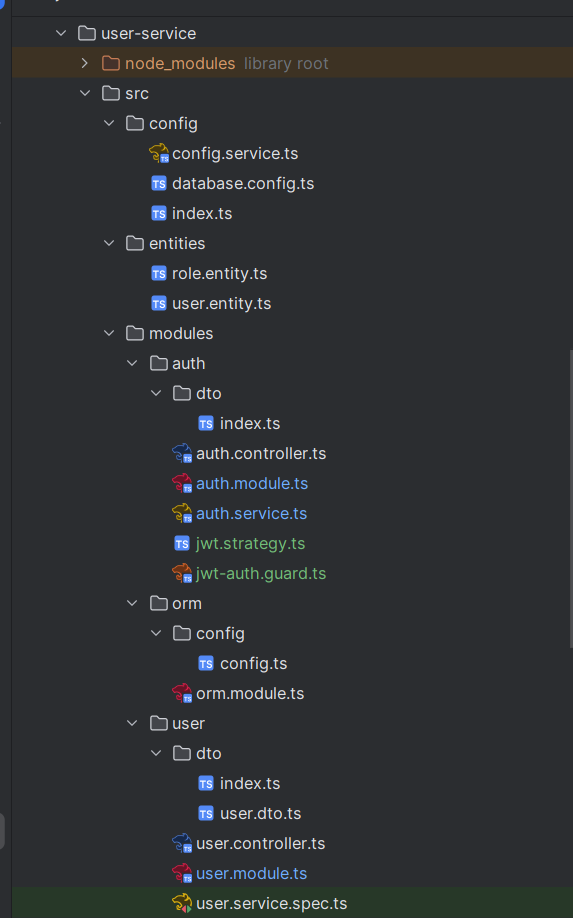 user-service
node_modules library root
src
config
config.service.ts
database.config.ts
index.ts
entities
role.entity.ts
user.entity.ts
modules
auth
dto
index.ts
auth.controller.ts
auth.module.ts
auth.service.ts
jwt.strategy.ts
jwt-auth.guard.ts
orm
config
config.ts
orm.module.ts
user
dto
index.ts
user.dto.ts
user.controller.ts
user.module.ts
user.service.spec.ts